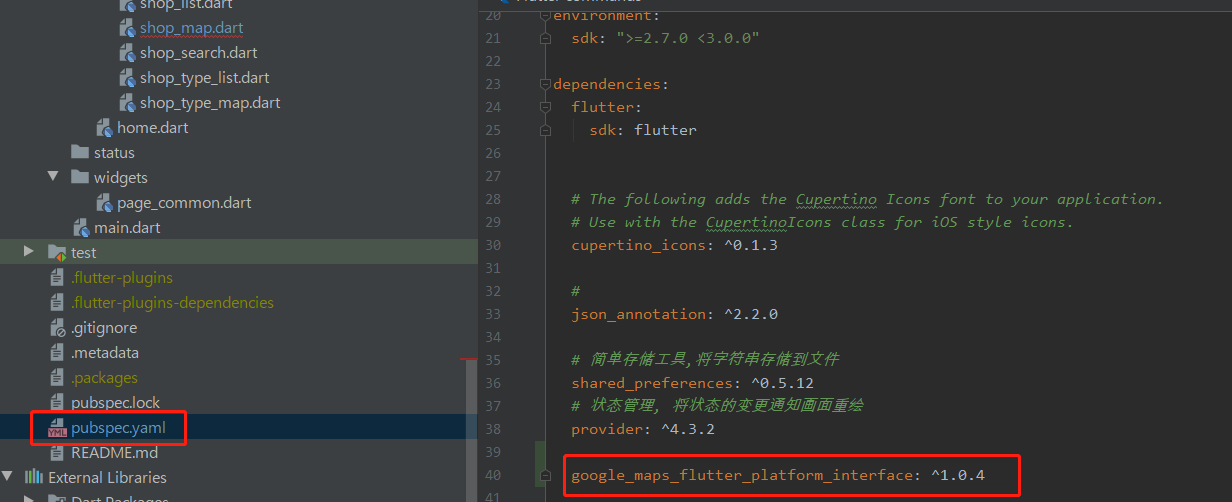 shop_list.dart
shop_map.dart
shop_search.dart
shop_type_list.dart
shop_type_map.dart
home.dart
status
widgets
page_common.dart
main.dart
test
.flutter-plugins
.flutter-plugins-dependencies
.gitignore
.metadata
.packages
pubspec.lock
YML pubspec.yaml
README.md
External Libraries
Dart Packages
20 environment:
21 sdk: ">=2.7.0 <3.0.0"
22
23 dependencies:
24 flutter:
25 sdk: flutter
26
27
28 # The following adds the Cupertino Icons font to your application.
29 # Use with the CupertinoIcons class for iOS style icons.
30 cupertino_icons: ^0.1.3
31
32 #
33 json_annotation: ^2.2.0
34
35 # 简单存储工具,将字符串存储到文件
36 shared_preferences: ^0.5.12
37 # 状态管理, 将状态的变更通知画面重绘
38 provider: ^4.3.2
39
40 google_maps_flutter_platform_interface: ^1.0.4
41